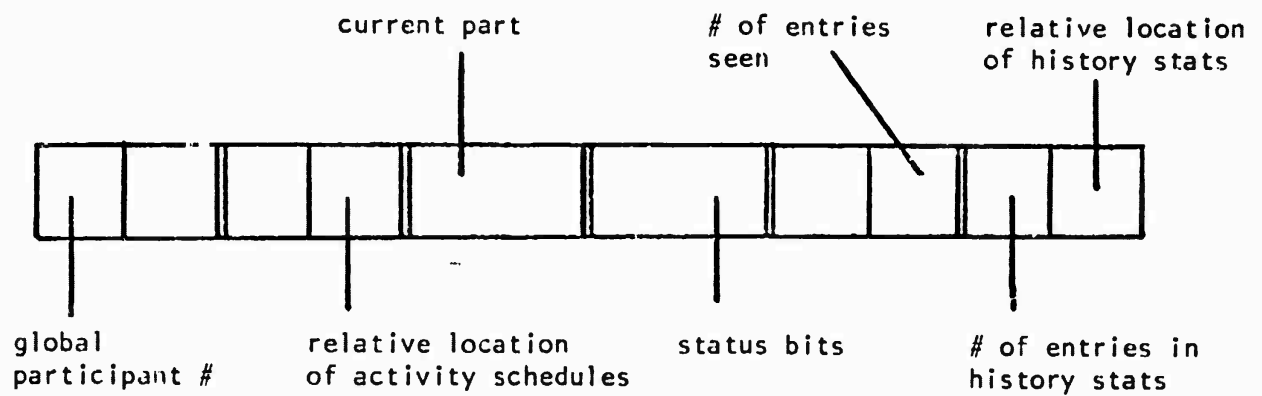 current part
# of entries
seen
relative location
of history stats
global
participant #
relative location
of activity schedules
status bits
# of entries in
history stats